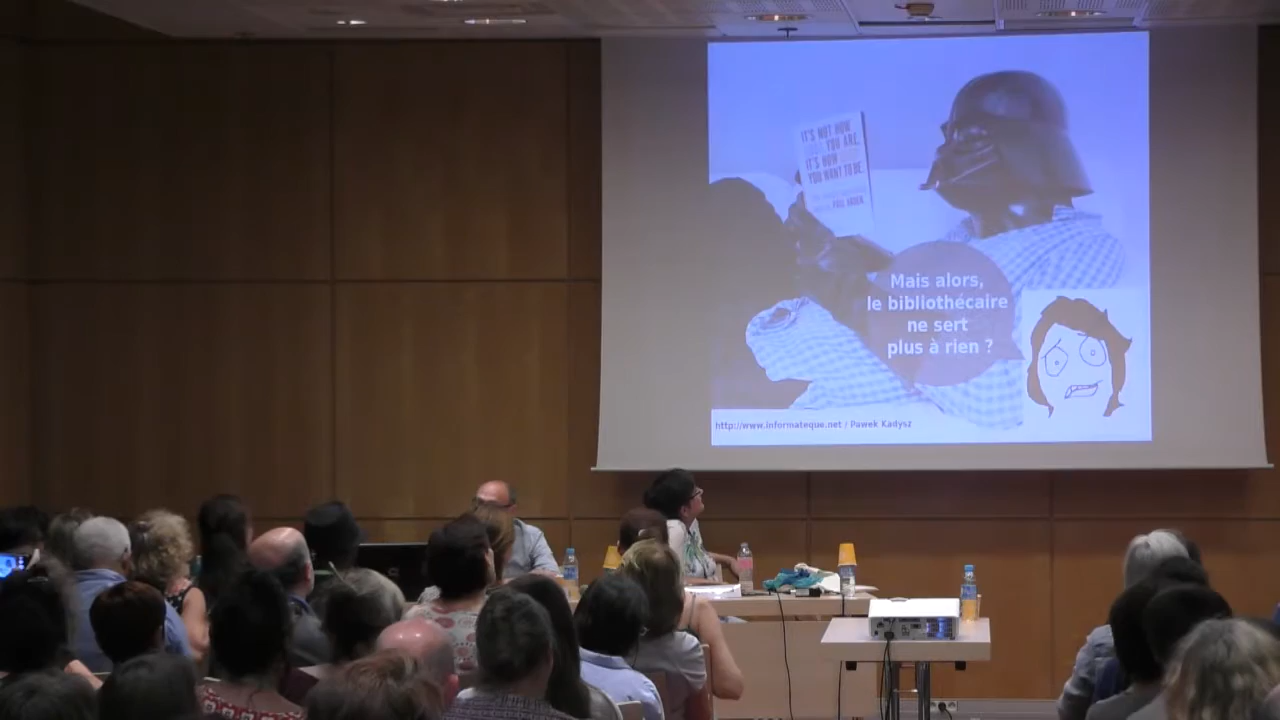 IT'S NOT HOW
YOU ARE,
IT'S HOW
YOU WANT TO BE.
PAUL ARDEN
Mais alors,
le bibliothécaire
ne sert
plus à rien ?
http://www.informateque.net / Pawek Kadysz